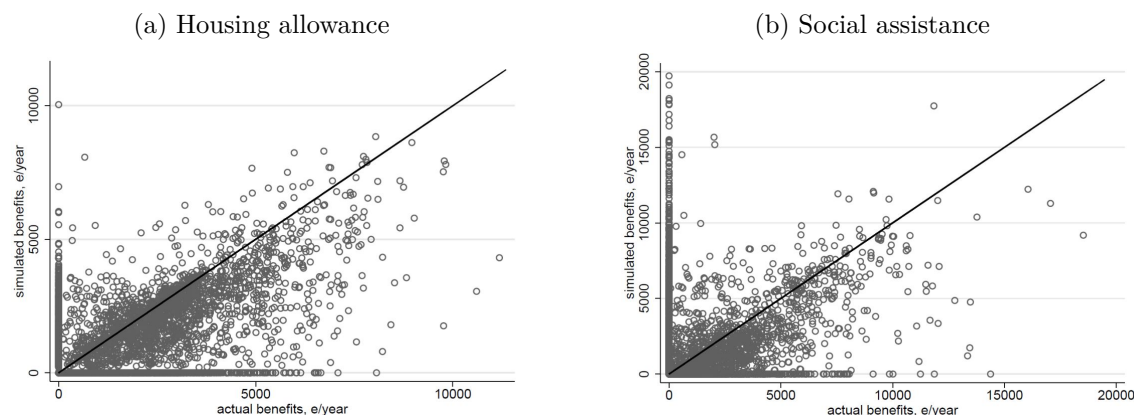 (a) Housing allowance
(b) Social assistance
simulated benefits, e/year
10000
5000
0
0
5000
10000
actual benefits, e/year
simulated benefits, e/year
20000
15000
10000
5000
0
0
5000
10000
15000
20000
actual benefits, e/year